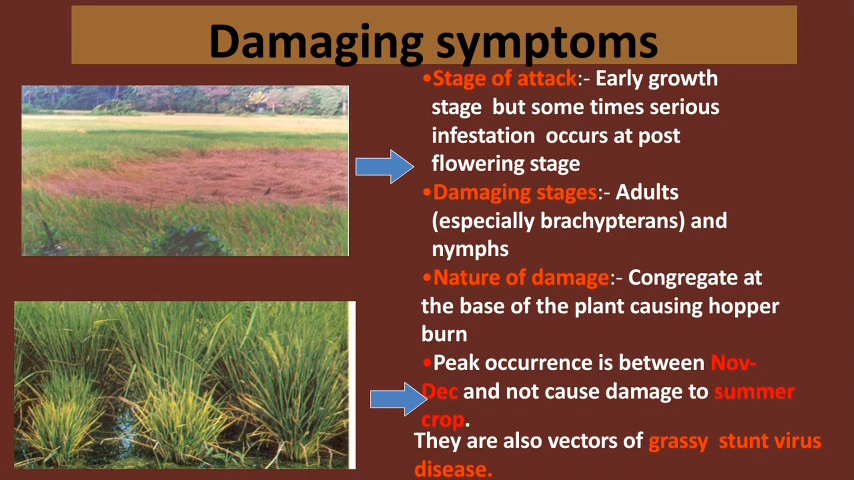 Damaging symptoms
•Stage of attack:- Early growth
stage but some times serious
infestation occurs at post
flowering stage
•Damaging stages:- Adults
(especially brachypterans) and
nymphs
•Nature of damage:- Congregate at
the base of the plant causing hopper
burn
•Peak occurrence is between Nov-
Dec and not cause damage to summer
crop.
They are also vectors of grassy stunt virus
disease.